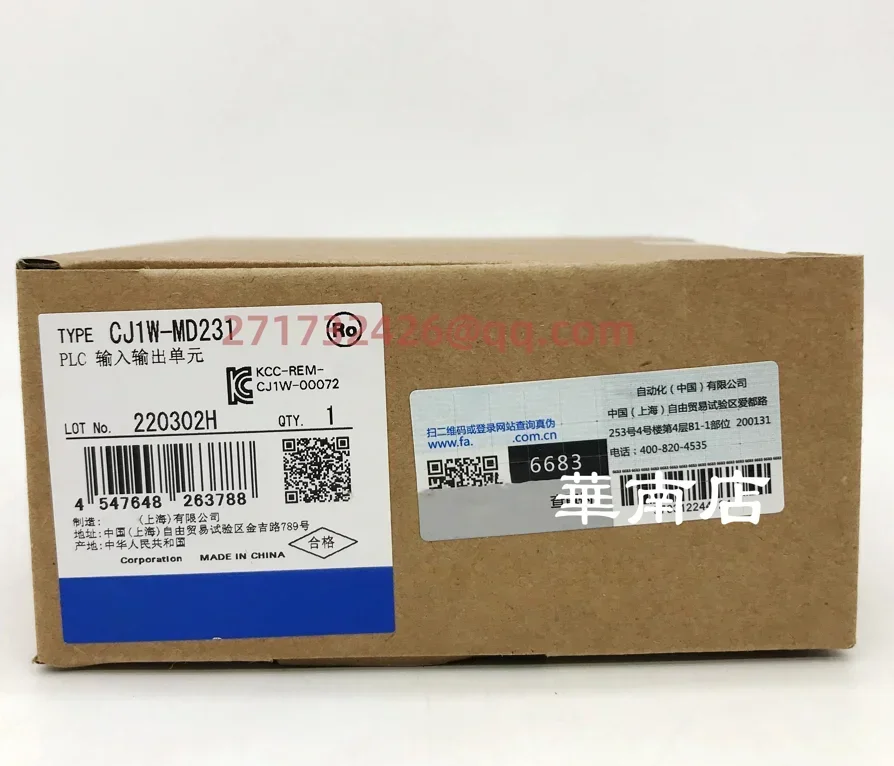 TYPE CJ1W-MD231
271732426@qq.com
Ro
PLC 输入输出单元
KCC-REM-
CJ1W-00072
LOT No. 220302H QTY. 1
4 547648 263788
制造: (上海)有限公司
地址: 中国(上海)自由贸易试验区金吉路789号
产地: 中华人民共和国
合格
Corporation MADE IN CHINA
自动化(中国)有限公司
中国(上海)自由贸易试验区爱都路
253号4号楼第4层B1-1部位 200131
电话: 400-820-4535
扫二维码或登录网站查询真伪
www.fa. .com.cn
6683
華南店